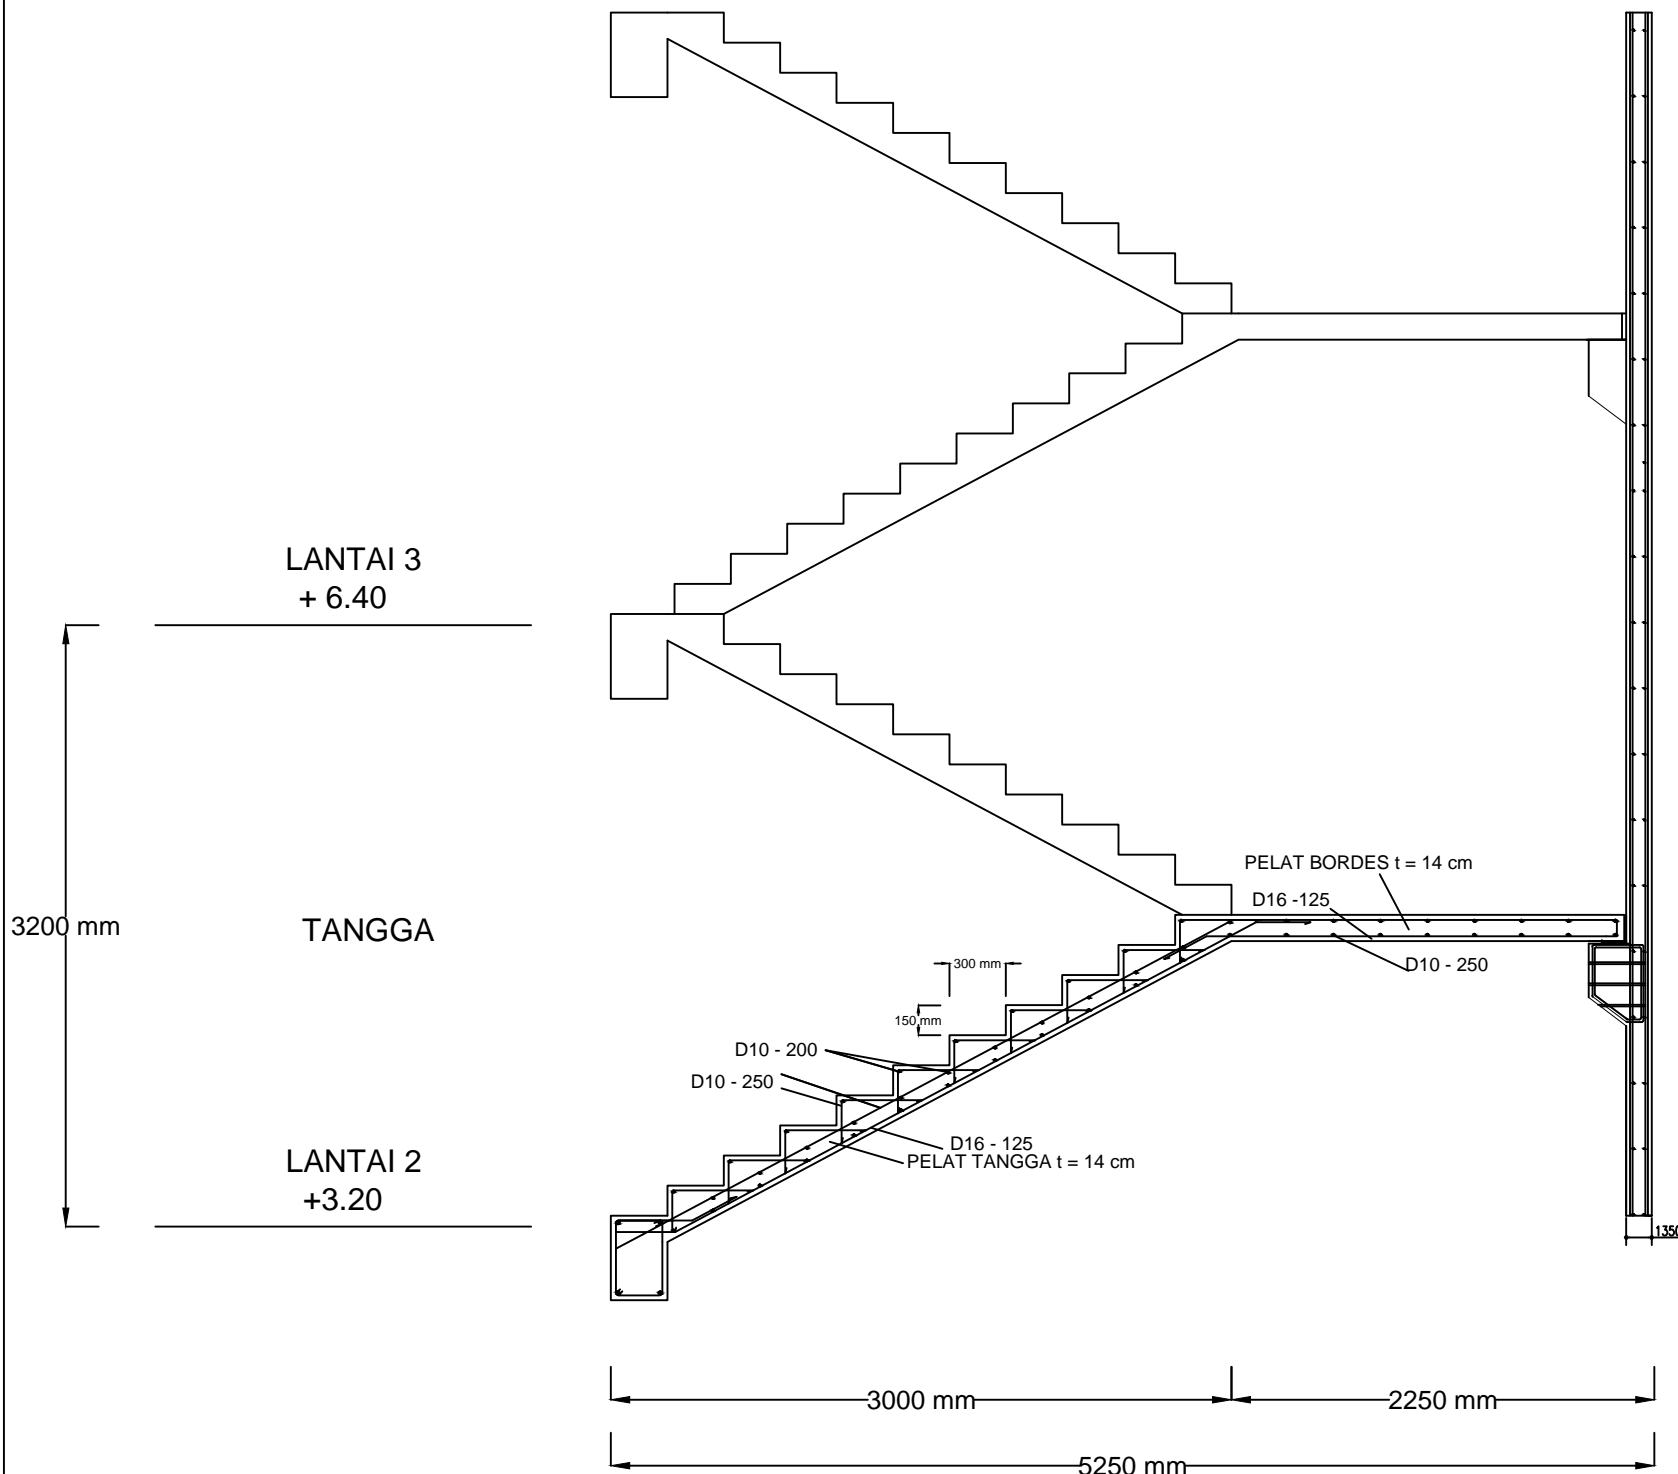 LANTAI 3
+ 6.40
PELAT BORDES t = 14 cm
D16 -125
3200 mm
TANGGA
300 mm
D10 - 250
150 mm
D10 - 200
D10 - 250
D16 - 125
PELAT TANGGA t = 14 cm
LANTAI 2
+3.20
1350
3000 mm
2250 mm
5250 mm